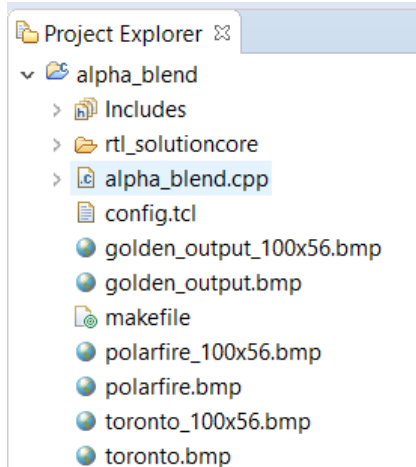 Project Explorer
alpha_blend
Includes
rtl_solutioncore
alpha_blend.cpp
config.tcl
golden_output_100x56.bmp
golden_output.bmp
makefile
polarfire_100x56.bmp
polarfire.bmp
toronto_100x56.bmp
toronto.bmp